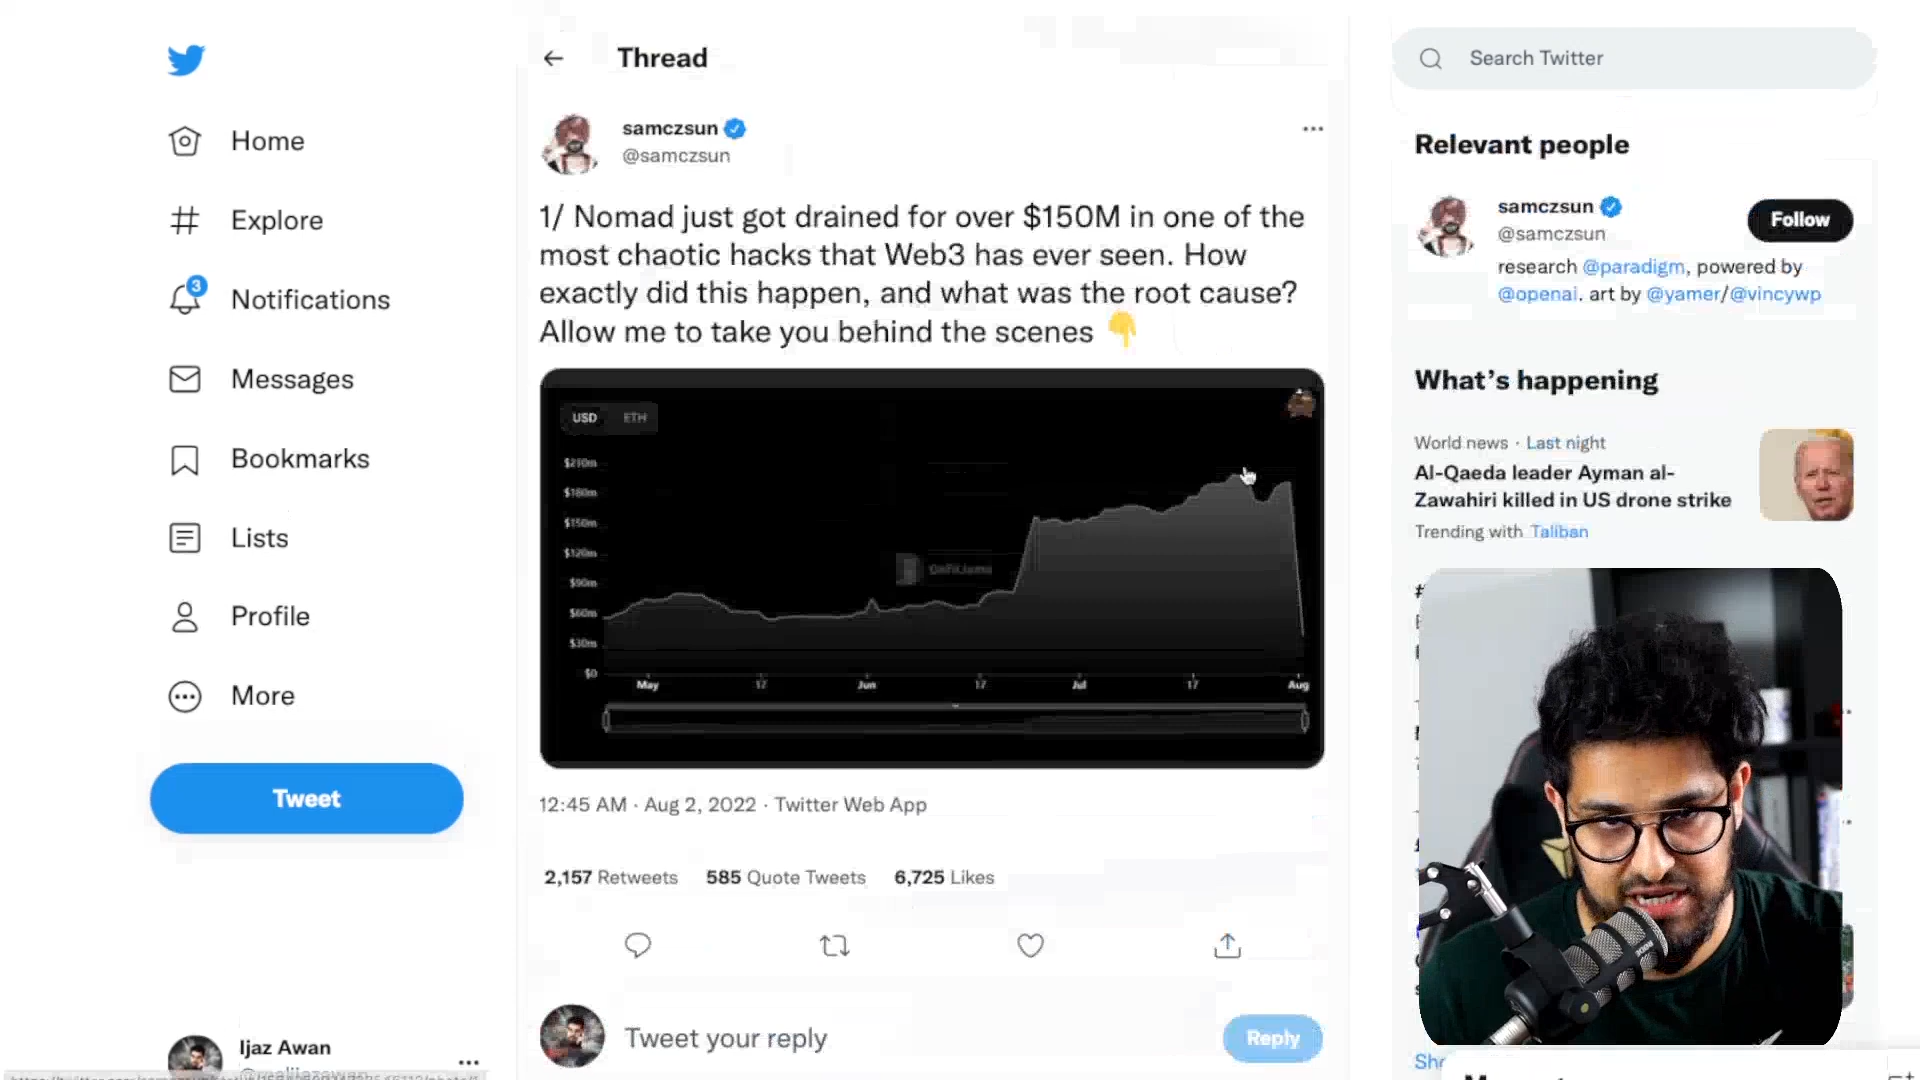 Home
Explore
3
Notifications
Messages
Bookmarks
Lists
Profile
More
Tweet
Ijaz Awan
Thread
samczsun
@samczsun
1/ Nomad just got drained for over $150M in one of the
most chaotic hacks that Web3 has ever seen. How
exactly did this happen, and what was the root cause?
Allow me to take you behind the scenes 👇
USD ETH
$210m
$180m
$150m
$120m
$90m
$60m
$30m
$0
DefiLlama
May 17 Jun 17 Jul 17 Aug
12:45 AM · Aug 2, 2022 · Twitter Web App
2,157 Retweets 585 Quote Tweets 6,725 Likes
Tweet your reply
Reply
Search Twitter
Relevant people
samczsun
@samczsun
Follow
research @paradigm, powered by
@openai. art by @yamer/@vincywp
What's happening
World news · Last night
Al-Qaeda leader Ayman al-
Zawahiri killed in US drone strike
Trending with Taliban